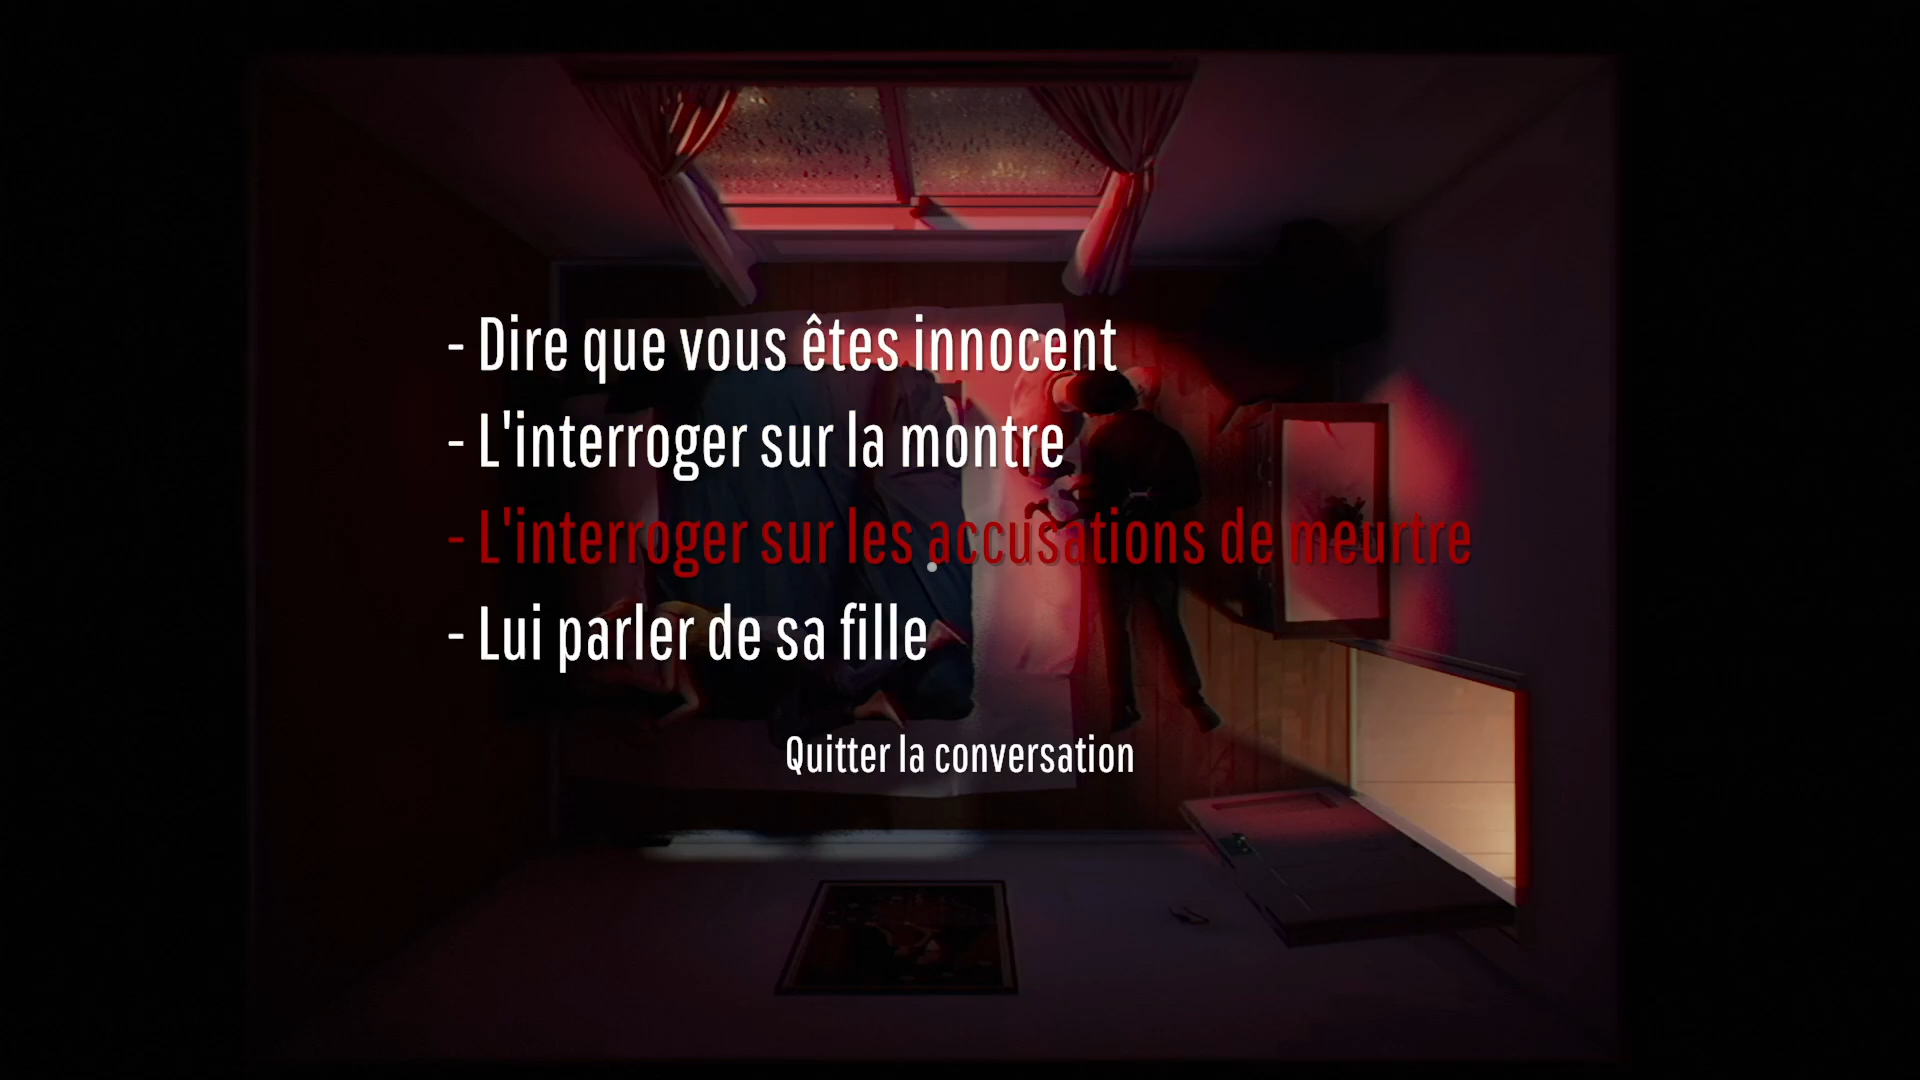 - Dire que vous êtes innocent
- L'interroger sur la montre
- L'interroger sur les accusations de meurtre
- Lui parler de sa fille
Quitter la conversation